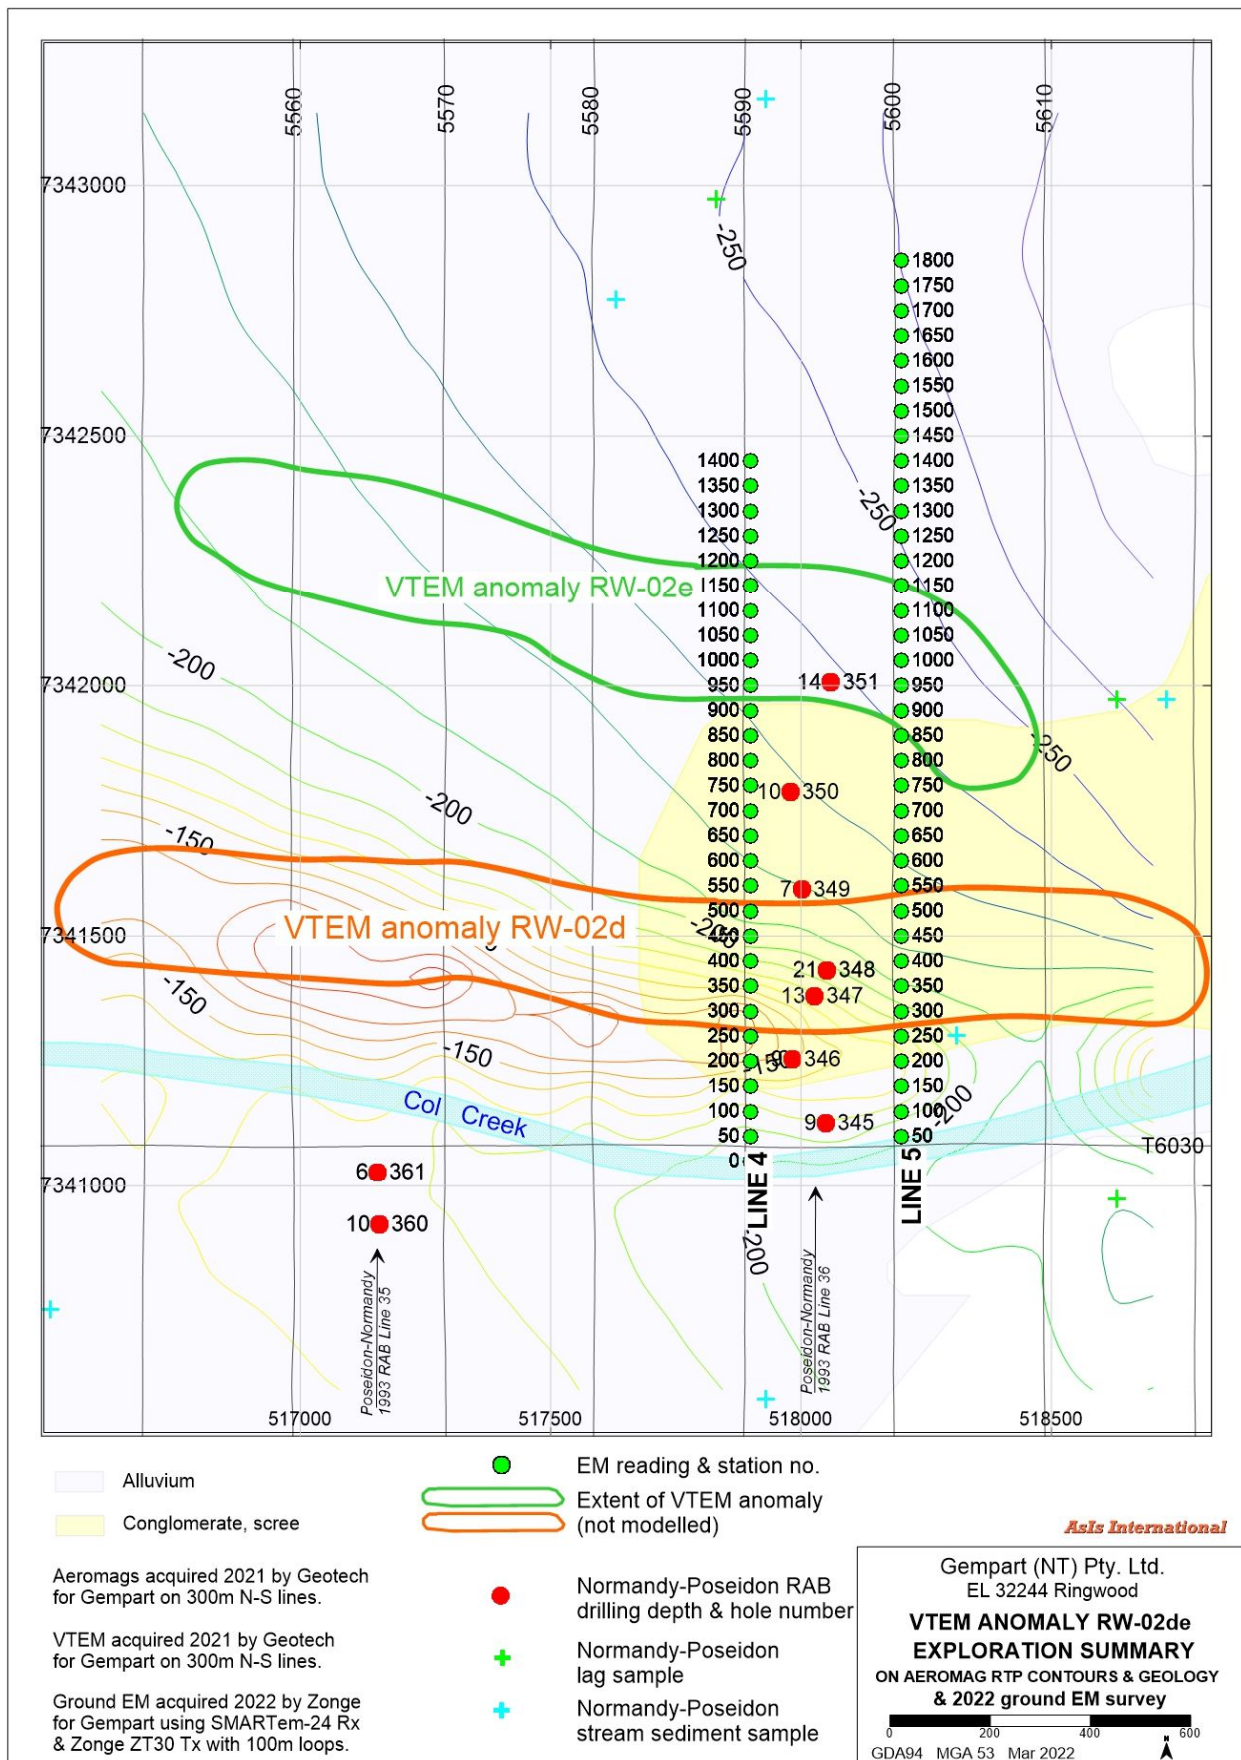 5560
5570
5580
5590
5600
5610
7343000
-250
1800
1750
1700
1650
1600
1550
1500
7342500
1450
1400 1400
1350 1350
-250
1300 1300
1250 1250
1200 1200
VTEM anomaly RW-02e
1150 1150
1100 1100
1050 1050
-200
1000 1000
7342000
950 14 351 950
900 900
850 850
-250
800 800
750 10 350 750
-200
700 700
-150
650 650
600 600
550 7 349 550
500 500
VTEM anomaly RW-02d
-200
7341500
450 450
400 21 348 400
350 350
-150
13 347
300 300
250 250
-150
200 9 346 200
-150
150 150
Col Creek
100 100
-200
9 345
50 50
T6030
0
6 361
7341000
LINE 4
LINE 5
10 360
-200
Poseidon-Normandy
1993 RAB Line 35
Poseidon-Normandy
1993 RAB Line 36
517000 517500 518000 518500
Alluvium
Conglomerate, scree
Aeromags acquired 2021 by Geotech
for Gempart on 300m N-S lines.
VTEM acquired 2021 by Geotech
for Gempart on 300m N-S lines.
Ground EM acquired 2022 by Zonge
for Gempart using SMARTem-24 Rx
& Zonge ZT30 Tx with 100m loops.
EM reading & station no.
Extent of VTEM anomaly
(not modelled)
Normandy-Poseidon RAB
drilling depth & hole number
Normandy-Poseidon
lag sample
Normandy-Poseidon
stream sediment sample
AsIs International
Gempart (NT) Pty. Ltd.
EL 32244 Ringwood
VTEM ANOMALY RW-02de
EXPLORATION SUMMARY
ON AEROMAG RTP CONTOURS & GEOLOGY
& 2022 ground EM survey
0 200 400 600
GDA94 MGA 53 Mar 2022
N